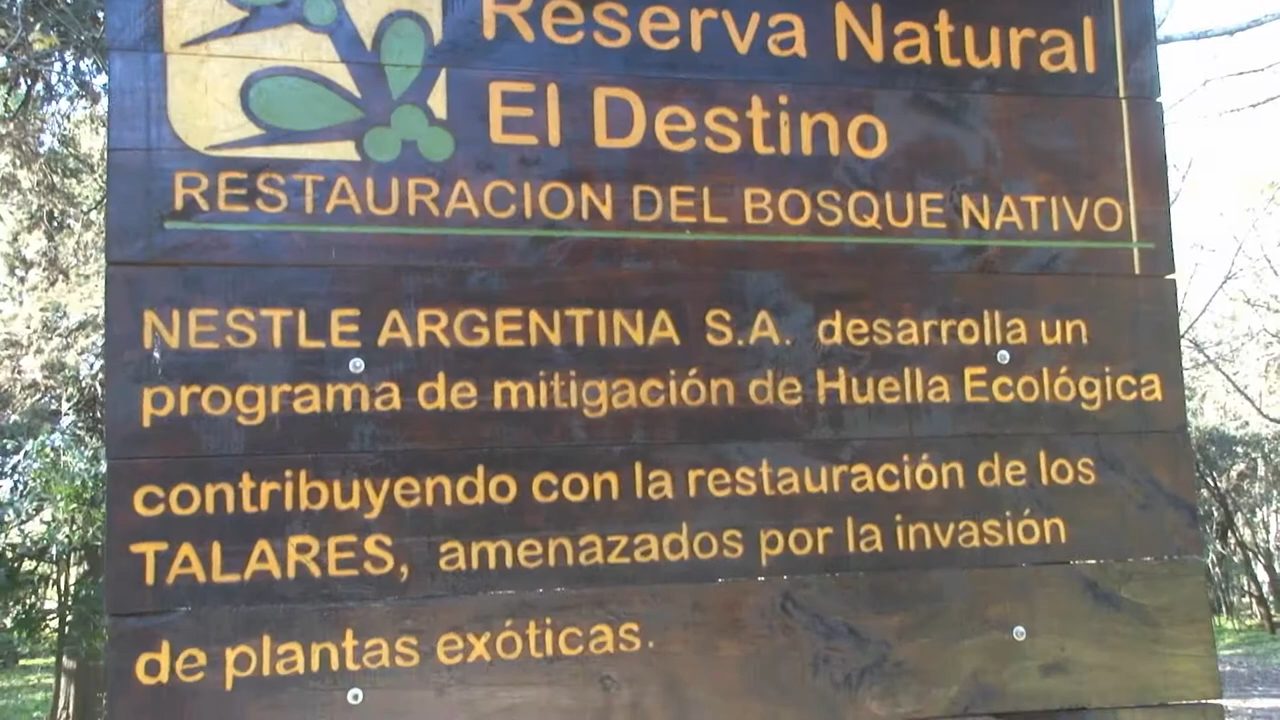 Reserva Natural
El Destino
RESTAURACION DEL BOSQUE NATIVO
NESTLE ARGENTINA S.A. desarrolla un
programa de mitigación de Huella Ecológica
contribuyendo con la restauración de los
TALARES, amenazados por la invasión
de plantas exóticas.